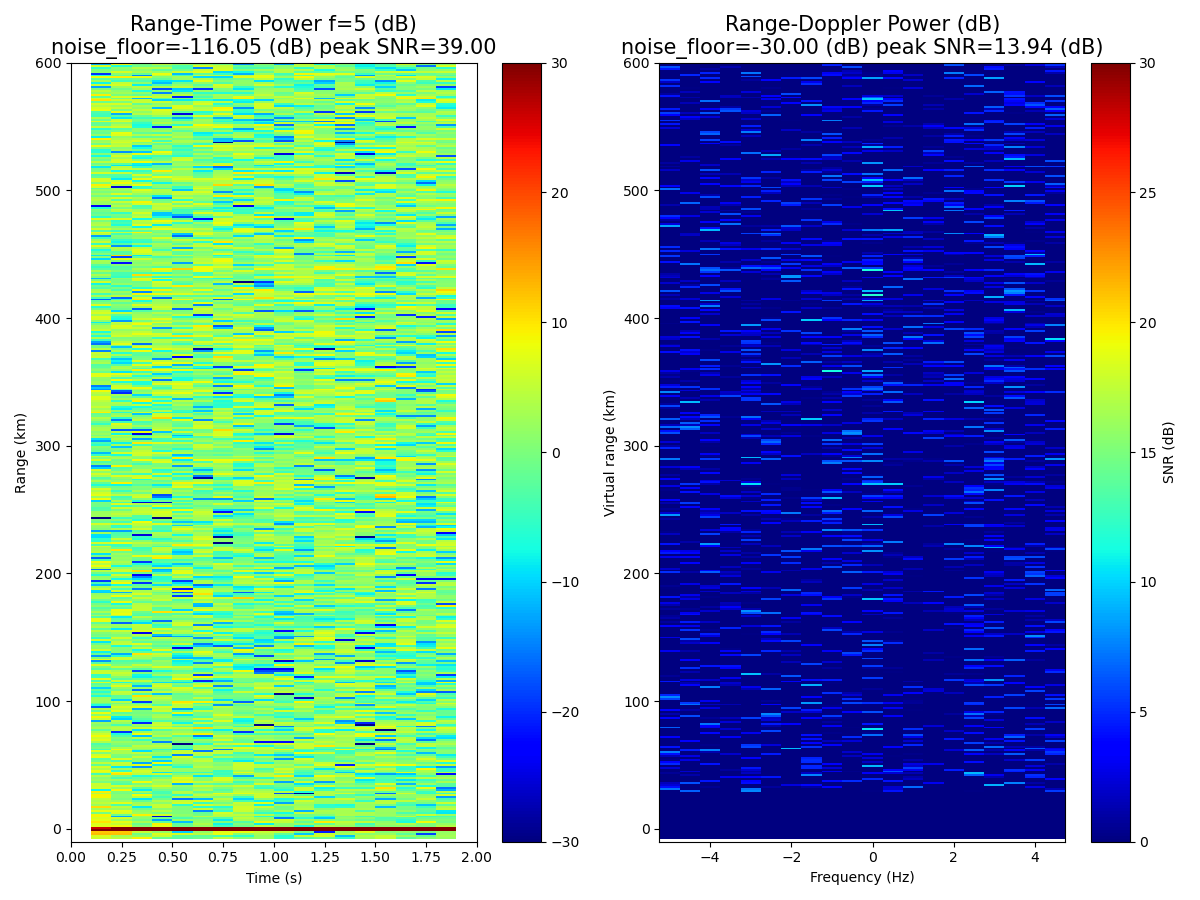 Range-Time Power f=5 (dB)
noise_floor=-116.05 (dB) peak SNR=39.00
Range (km)
600
500
400
300
200
100
0
0.00 0.25 0.50 0.75 1.00 1.25 1.50 1.75 2.00
Time (s)
30
20
10
0
−10
−20
−30
Range-Doppler Power (dB)
noise_floor=-30.00 (dB) peak SNR=13.94 (dB)
Virtual range (km)
600
500
400
300
200
100
0
−4 −2 0 2 4
Frequency (Hz)
30
25
20
15
10
5
0
SNR (dB)